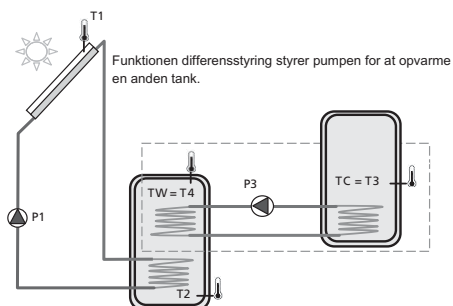 T1
Funktionen differensstyring styrer pumpen for at opvarme
en anden tank.
P3
TW = T4
TC = T3
P1
T2